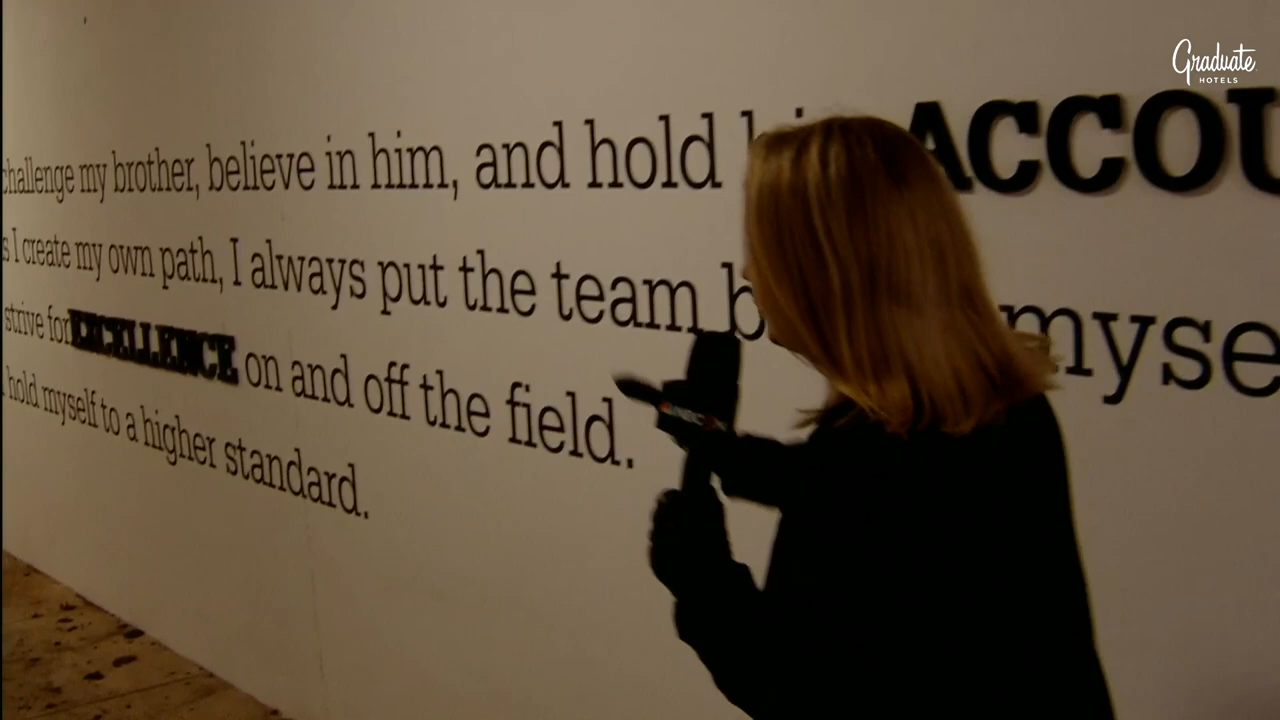 Graduate
HOTELS
challenge my brother, believe in him, and hold ACCOU
s I create my own path, I always put the team b myse
strive for EXCELLENCE on and off the field.
hold myself to a higher standard.